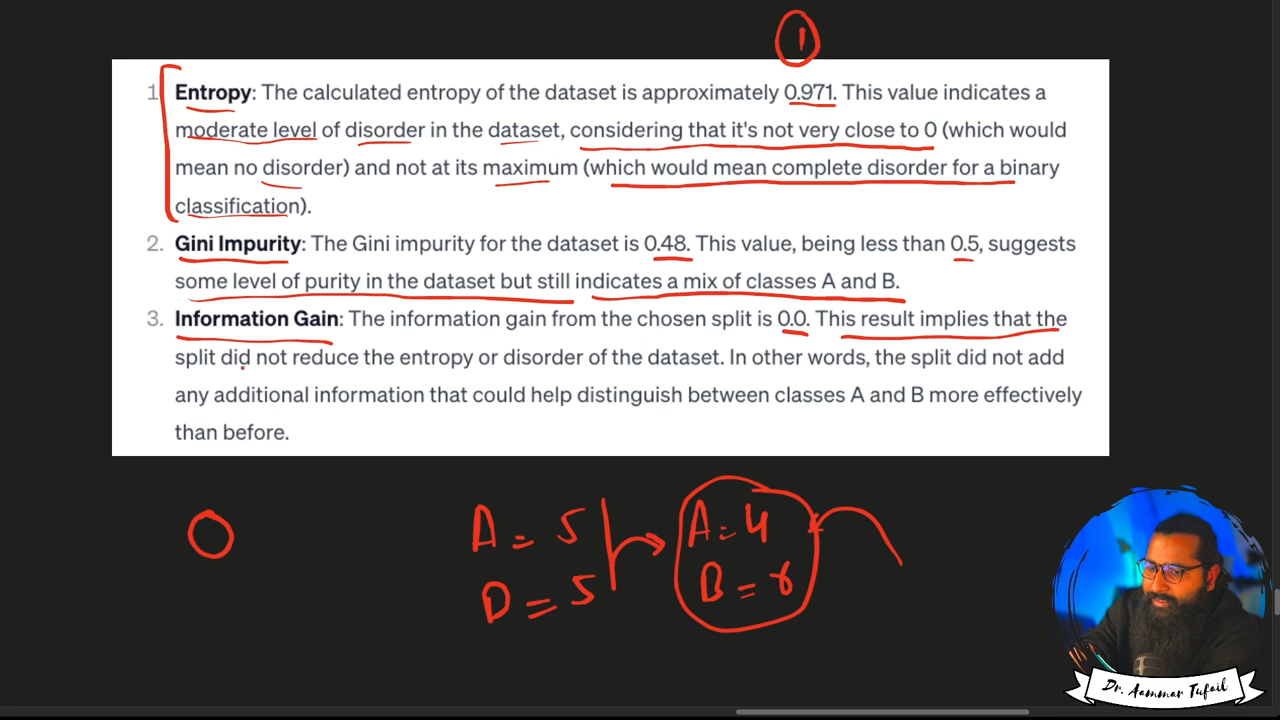 1
1. Entropy: The calculated entropy of the dataset is approximately 0.971. This value indicates a
moderate level of disorder in the dataset, considering that it's not very close to 0 (which would
mean no disorder) and not at its maximum (which would mean complete disorder for a binary
classification).
2. Gini Impurity: The Gini impurity for the dataset is 0.48. This value, being less than 0.5, suggests
some level of purity in the dataset but still indicates a mix of classes A and B.
3. Information Gain: The information gain from the chosen split is 0.0. This result implies that the
split did not reduce the entropy or disorder of the dataset. In other words, the split did not add
any additional information that could help distinguish between classes A and B more effectively
than before.
0
A = 5
D = 5
A = 4
B = 6
Dr. Aammar Tufail